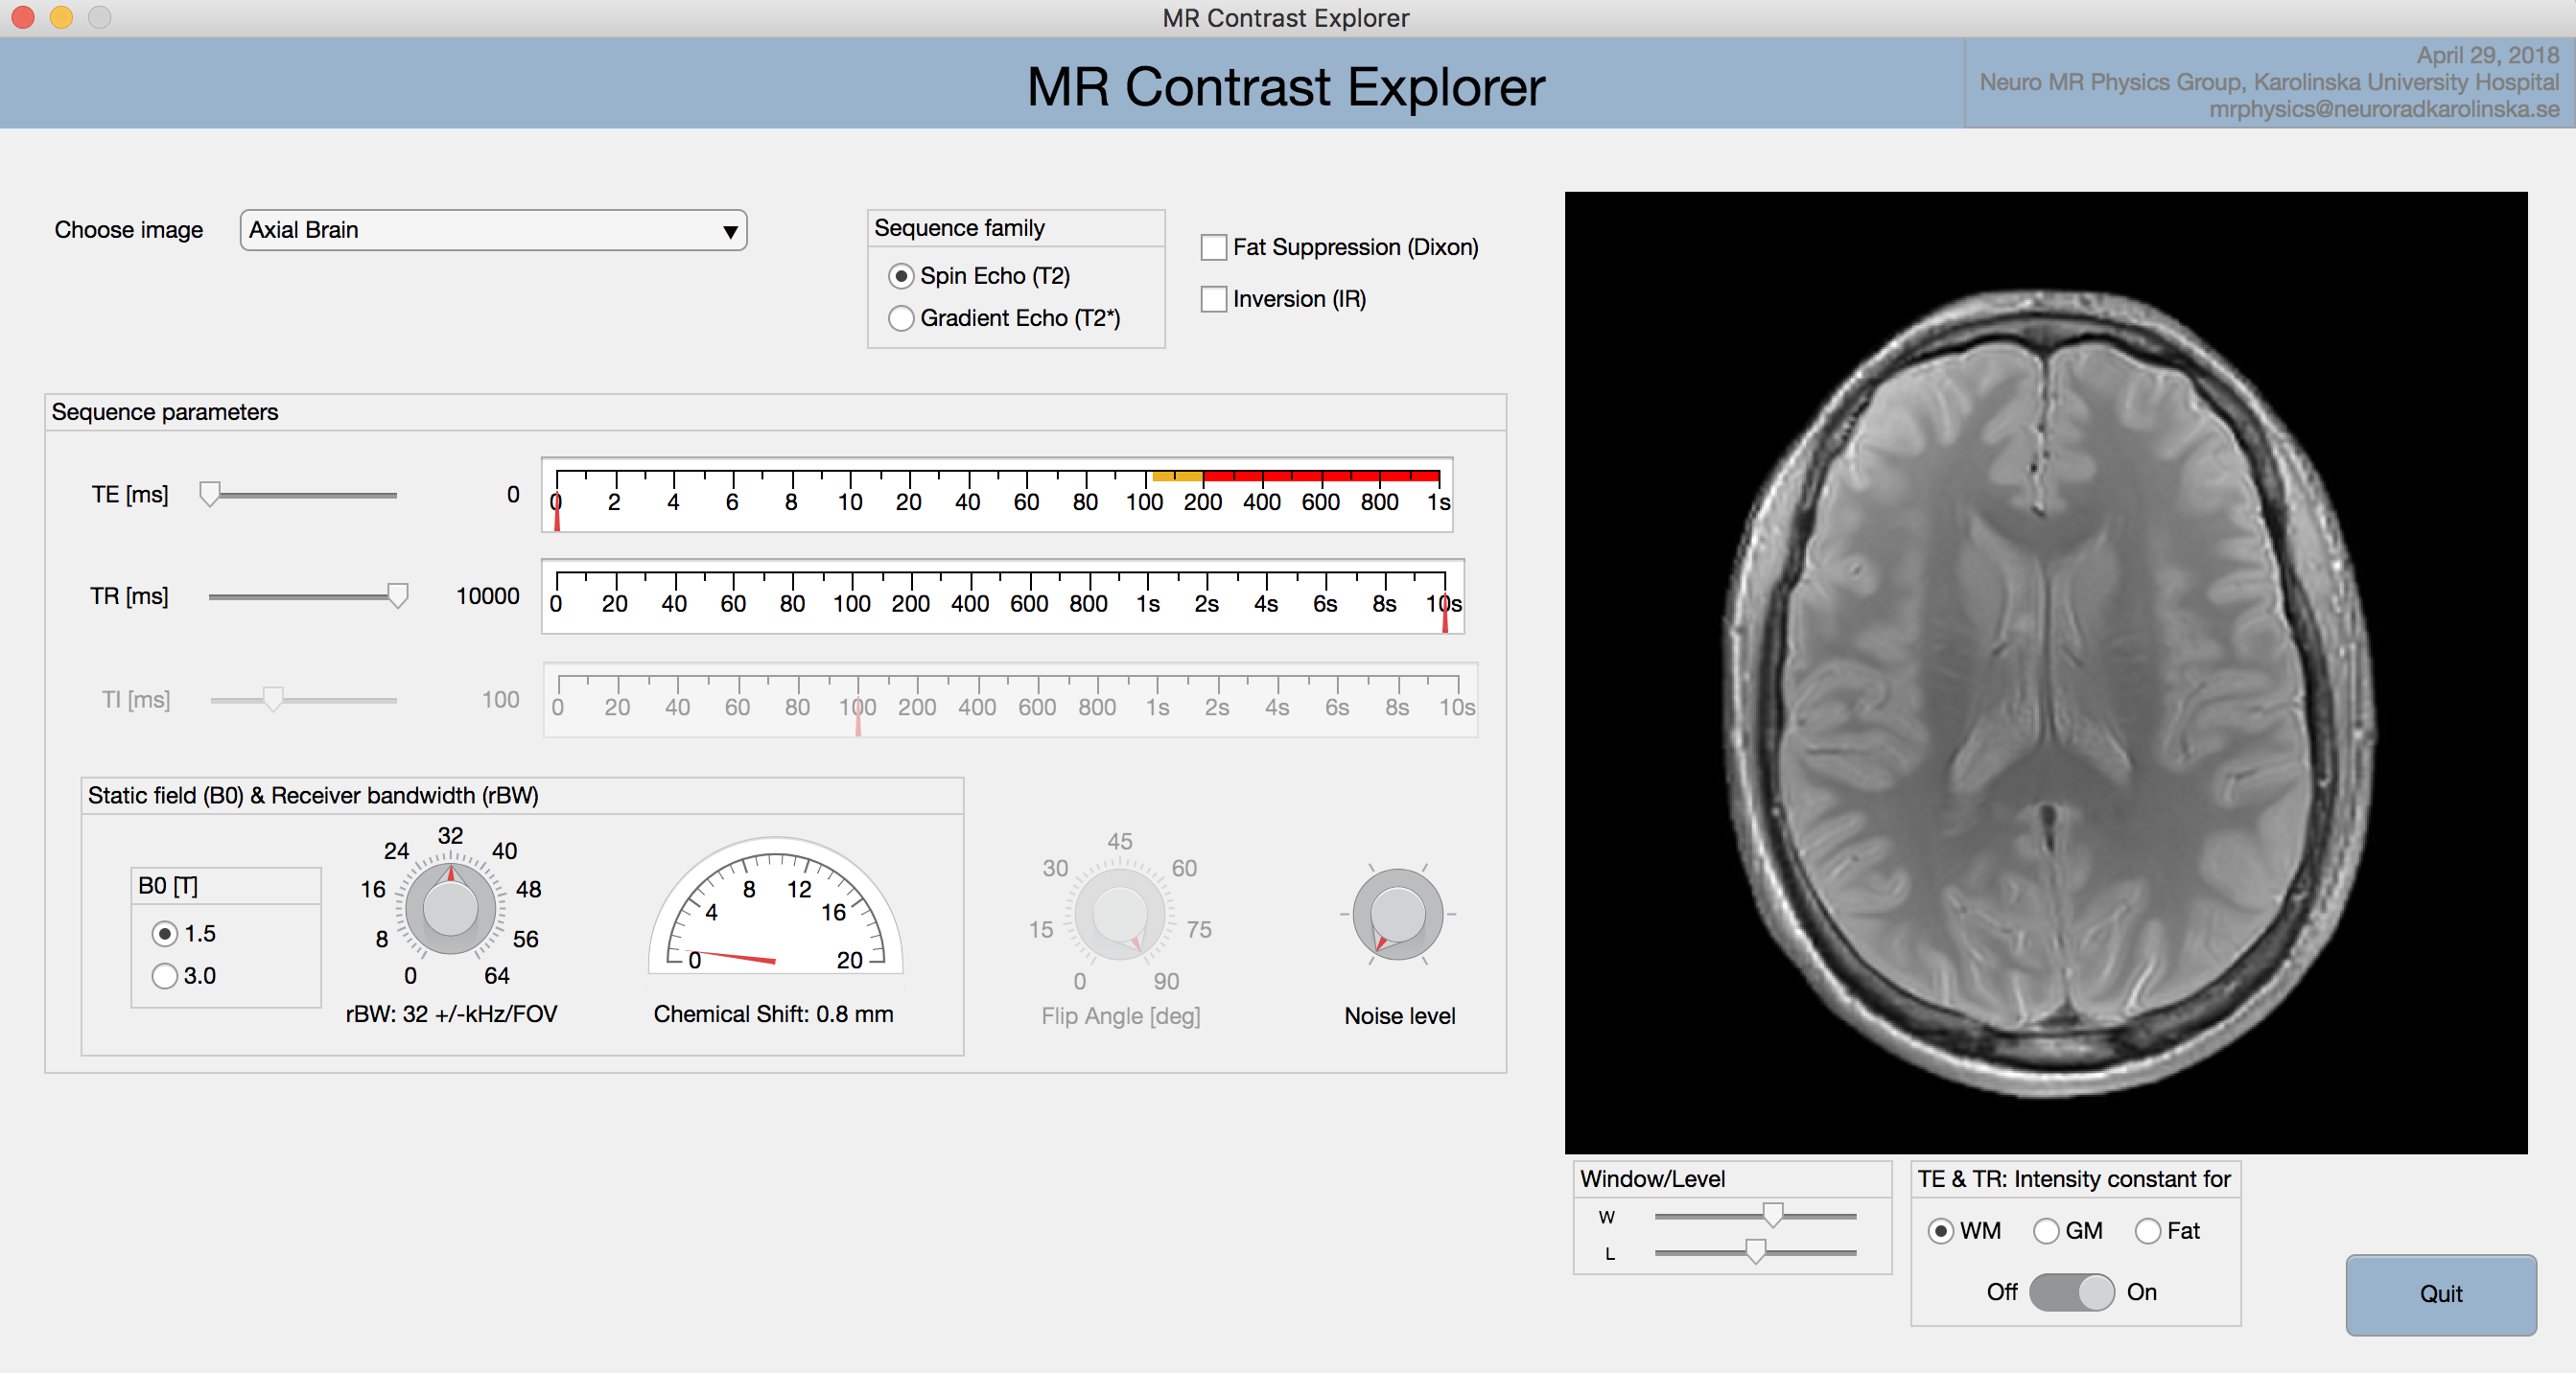 MR Contrast Explorer
MR Contrast Explorer
April 29, 2018
Neuro MR Physics Group, Karolinska University Hospital
mrphysics@neuroradkarolinska.se
Choose image
Axial Brain
Sequence family
Spin Echo (T2)
Gradient Echo (T2*)
Fat Suppression (Dixon)
Inversion (IR)
Sequence parameters
TE [ms] 0
0 2 4 6 8 10 20 40 60 80 100 200 400 600 800 1s
TR [ms] 10000
0 20 40 60 80 100 200 400 600 800 1s 2s 4s 6s 8s 10s
TI [ms] 100
0 20 40 60 80 100 200 400 600 800 1s 2s 4s 6s 8s 10s
Static field (B0) & Receiver bandwidth (rBW)
B0 [T]
1.5
3.0
0 8 16 24 32 40 48 56 64
rBW: 32 +/-kHz/FOV
0 4 8 12 16 20
Chemical Shift: 0.8 mm
0 15 30 45 60 75 90
Flip Angle [deg]
Noise level
Window/Level
W
L
TE & TR: Intensity constant for
WM GM Fat
Off On
Quit